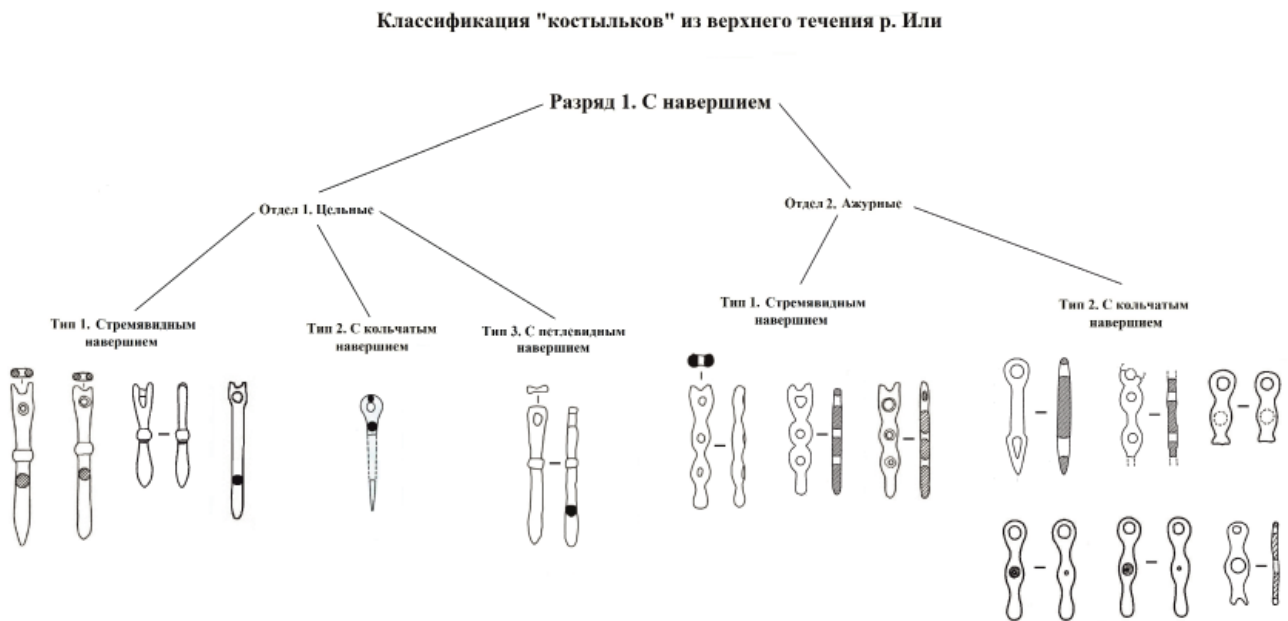 Классификация "костыльков" из верхнего течения р. Или
Разряд 1. С навершием
Отдел 1. Цельные
Отдел 2. Ажурные
Тип 1. Стремявидным
навершием
Тип 2. С кольчатым
навершием
Тип 3. С петлевидным
навершием
Тип 1. Стремявидным
навершием
Тип 2. С кольчатым
навершием